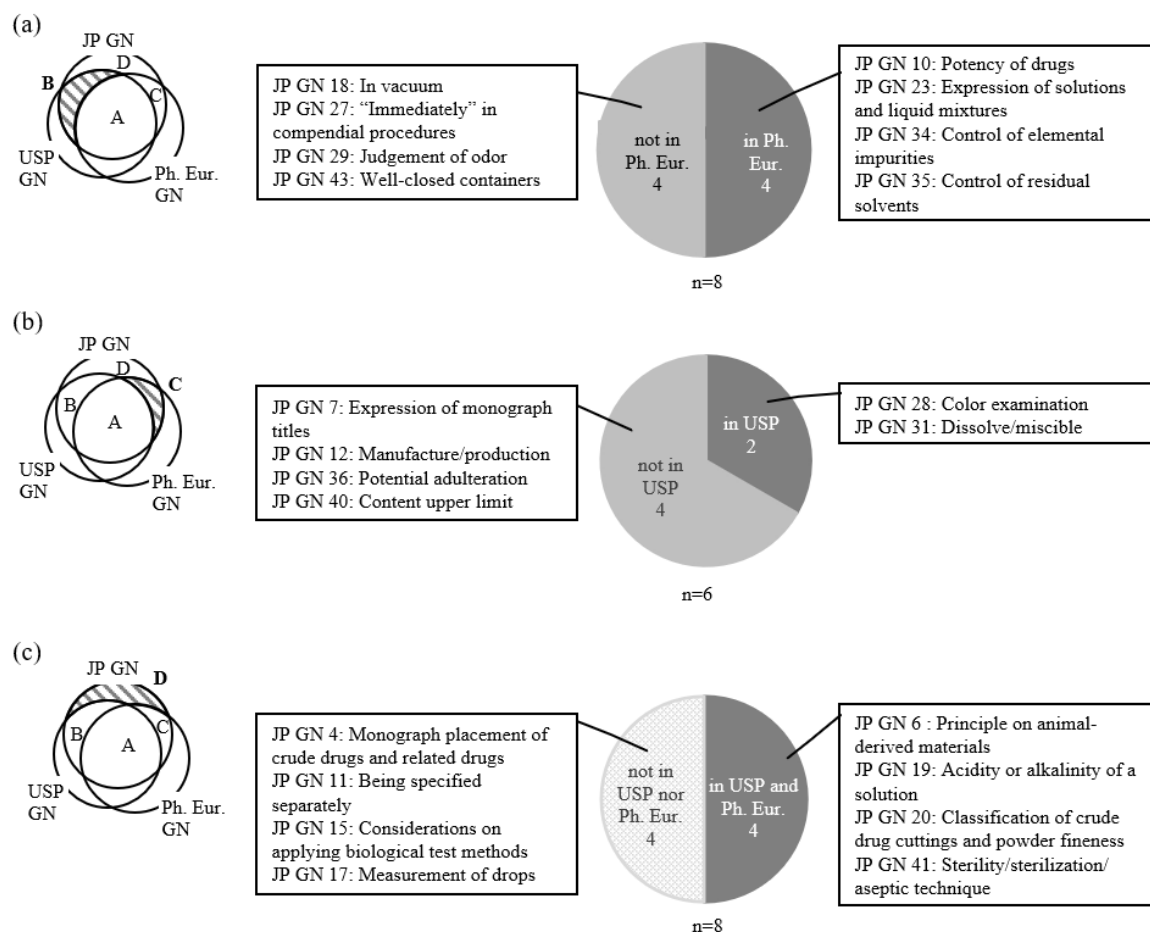 (a)
JP GN
D
B
C
A
USP
GN
Ph. Eur.
GN
JP GN 18: In vacuum
JP GN 27: “Immediately” in
compendial procedures
JP GN 29: Judgement of odor
JP GN 43: Well-closed containers
not in
Ph. Eur.
4
in Ph.
Eur.
4
n=8
JP GN 10: Potency of drugs
JP GN 23: Expression of solutions
and liquid mixtures
JP GN 34: Control of elemental
impurities
JP GN 35: Control of residual
solvents
(b)
JP GN
D
C
B
A
USP
GN
Ph. Eur.
GN
JP GN 7: Expression of monograph
titles
JP GN 12: Manufacture/production
JP GN 36: Potential adulteration
JP GN 40: Content upper limit
not in
USP
4
in USP
2
n=6
JP GN 28: Color examination
JP GN 31: Dissolve/miscible
(c)
JP GN
D
B
C
A
USP
GN
Ph. Eur.
GN
JP GN 4: Monograph placement of
crude drugs and related drugs
JP GN 11: Being specified
separately
JP GN 15: Considerations on
applying biological test methods
JP GN 17: Measurement of drops
not in
USP nor
Ph. Eur.
4
in USP and
Ph. Eur.
4
n=8
JP GN 6 : Principle on animal-
derived materials
JP GN 19: Acidity or alkalinity of a
solution
JP GN 20: Classification of crude
drug cuttings and powder fineness
JP GN 41: Sterility/sterilization/
aseptic technique